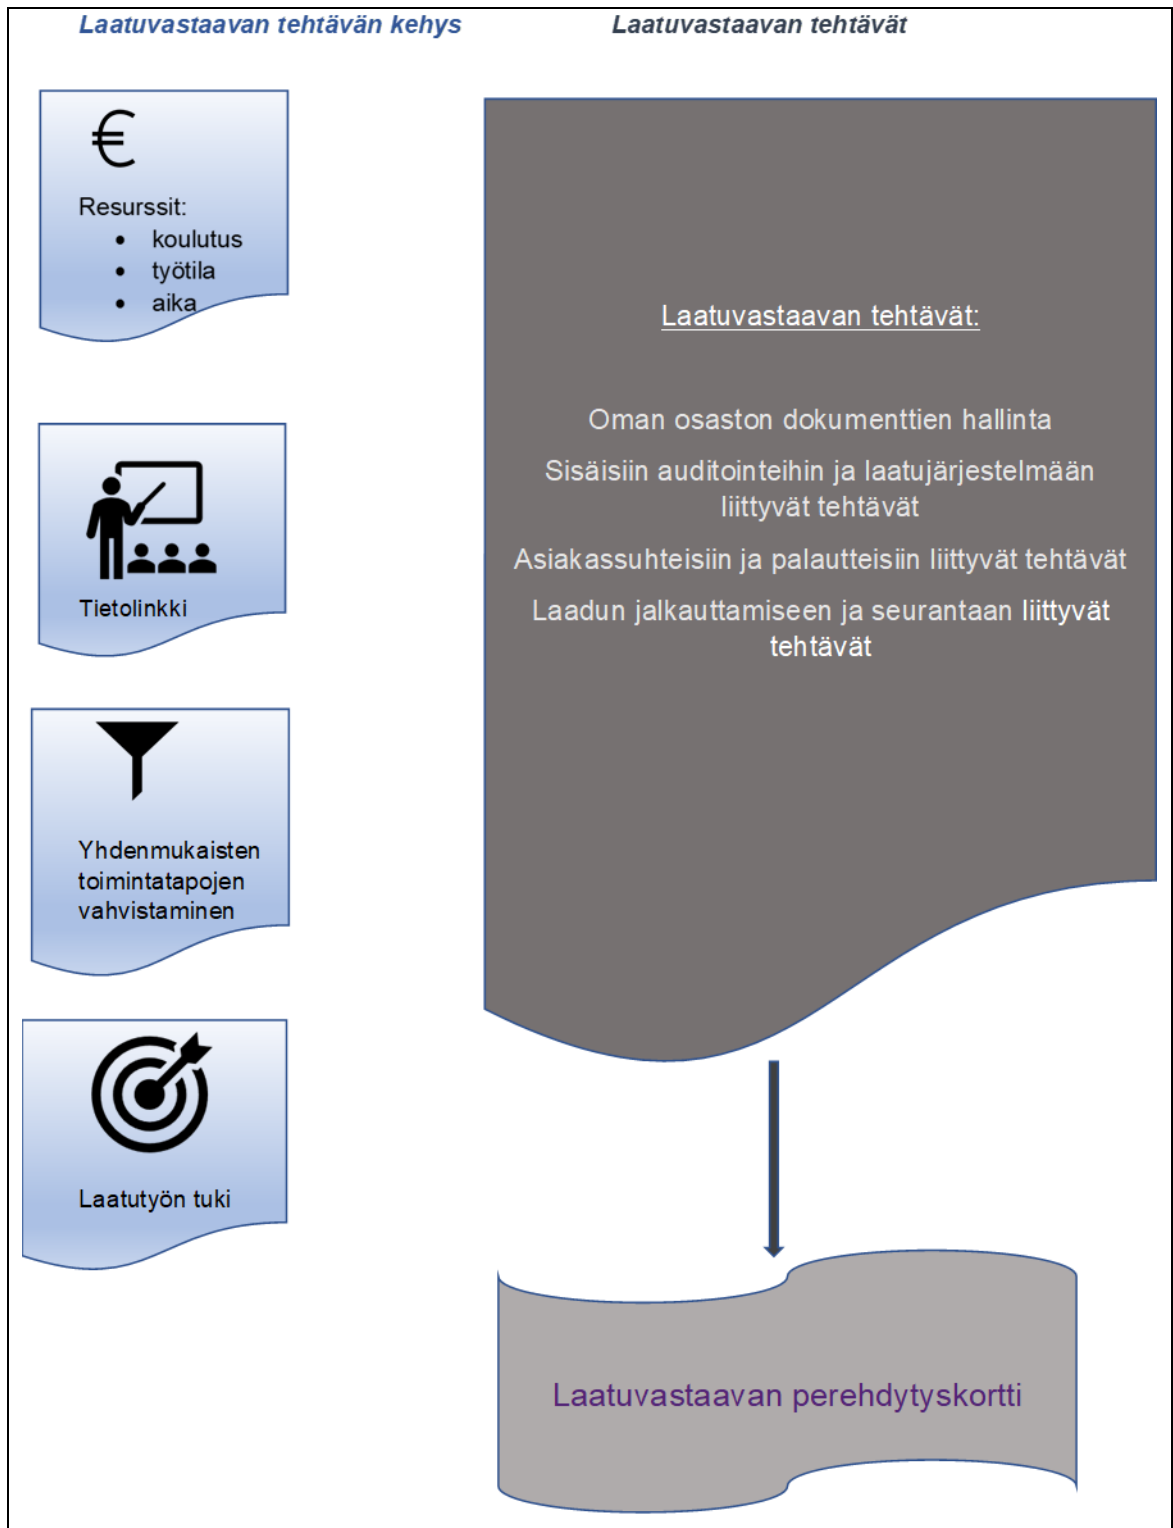 Laatuvastaavan tehtävän kehys
Laatuvastaavan tehtävät
€
Resurssit:
• koulutus
• työtila
• aika
Tietolinkki
Yhdenmukaisten
toimintatapojen
vahvistaminen
Laatutyön tuki
Laatuvastaavan tehtävät:
Oman osaston dokumenttien hallinta
Sisäisiin auditointeihin ja laatujärjestelmään
liittyvät tehtävät
Asiakassuhteisiin ja palautteisiin liittyvät tehtävät
Laadun jalkauttamiseen ja seurantaan liittyvät
tehtävät
Laatuvastaavan perehdytyskortti